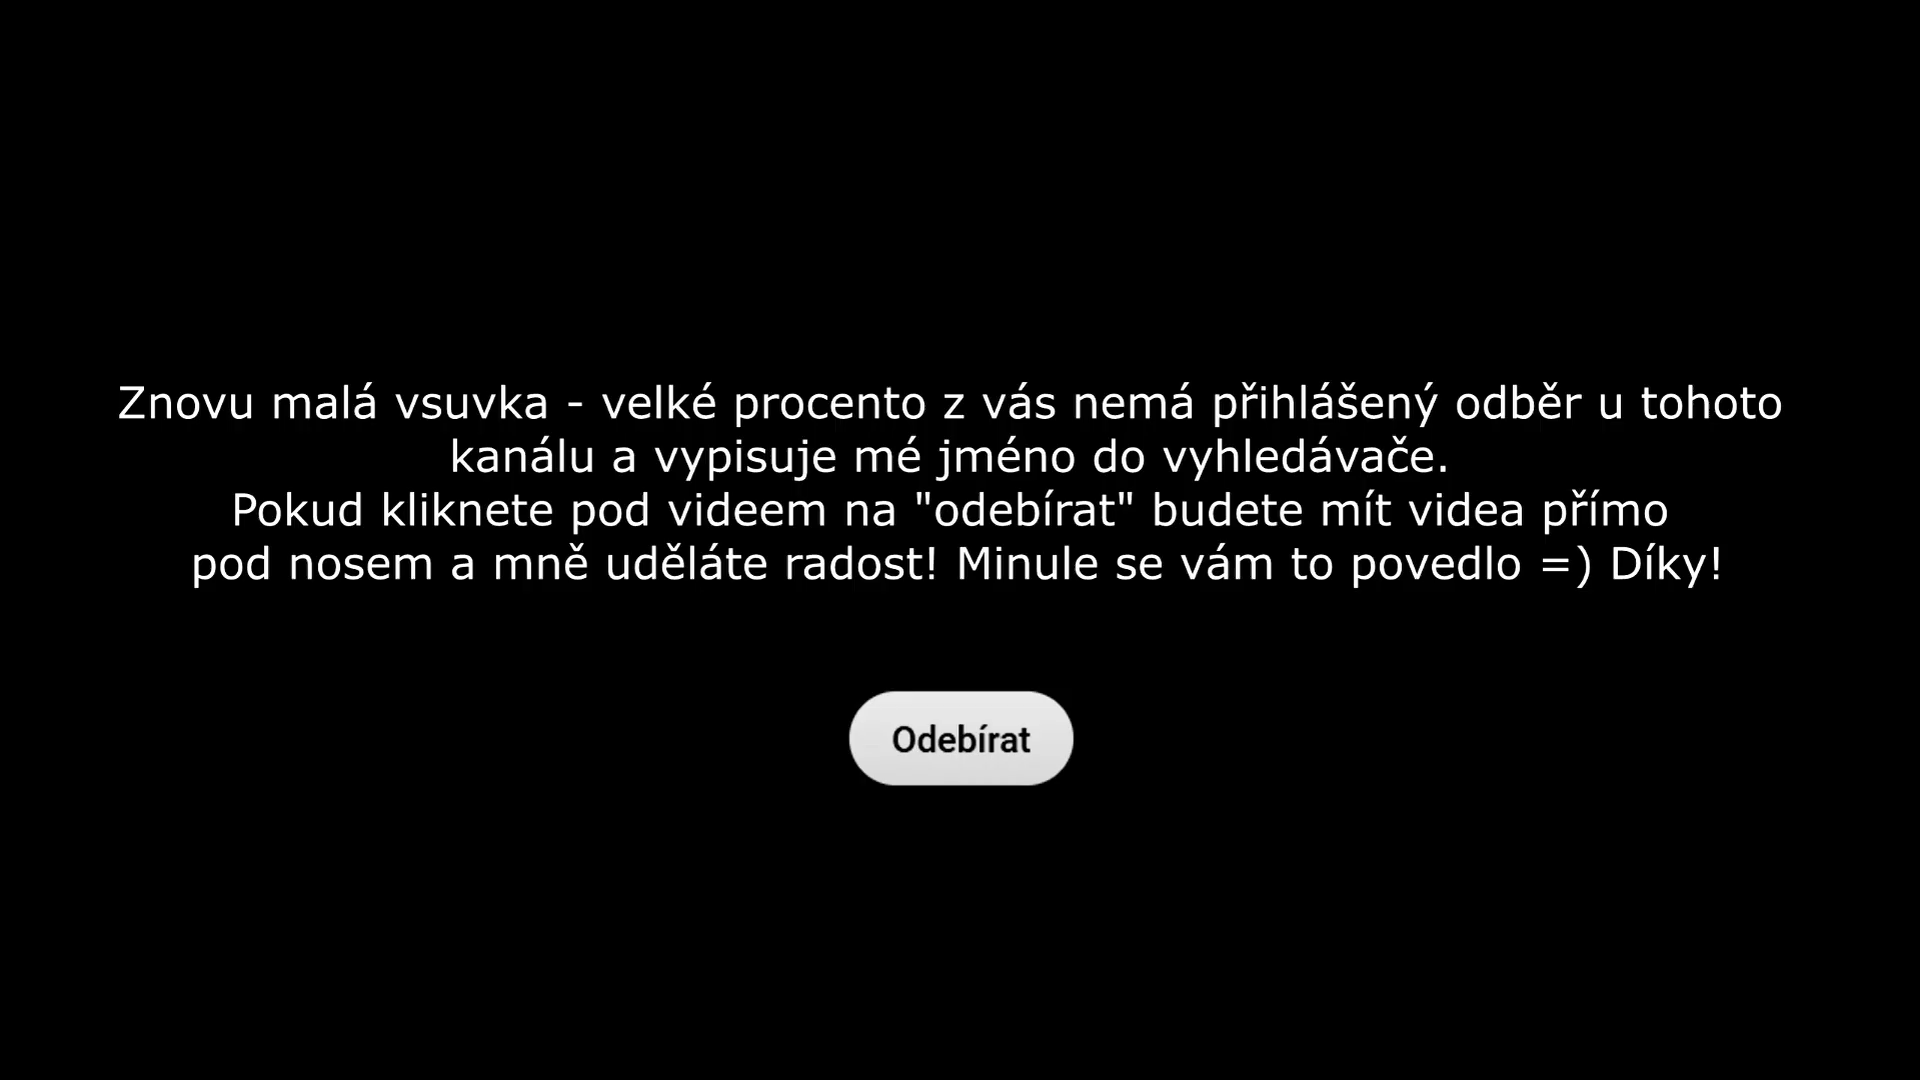 Znovu malá vsuvka - velké procento z vás nemá přihlášený odběr u tohoto
kanálu a vypisuje mé jméno do vyhledávače.
Pokud kliknete pod videem na "odebírat" budete mít videa přímo
pod nosem a mně uděláte radost! Minule se vám to povedlo =) Díky!
Odebírat